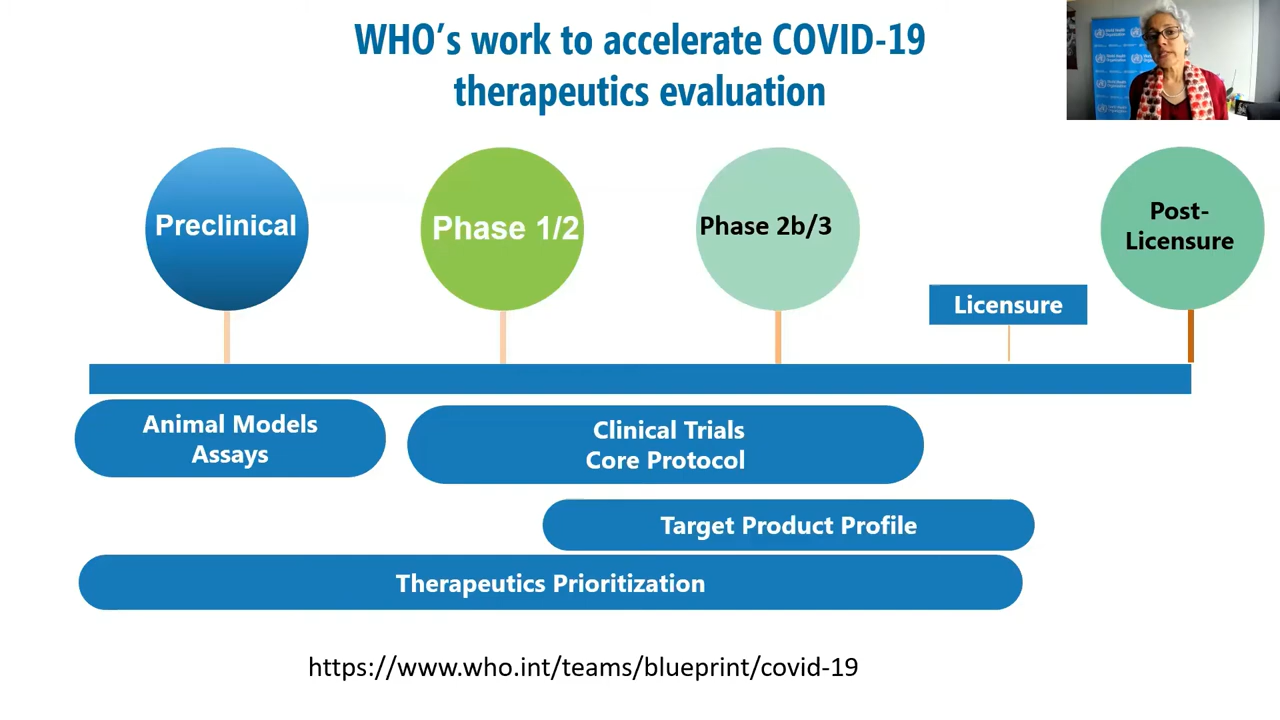 WHO's work to accelerate COVID-19
therapeutics evaluation
Preclinical
Phase 1/2
Phase 2b/3
Post-
Licensure
Licensure
Animal Models
Assays
Clinical Trials
Core Protocol
Target Product Profile
Therapeutics Prioritization
https://www.who.int/teams/blueprint/covid-19